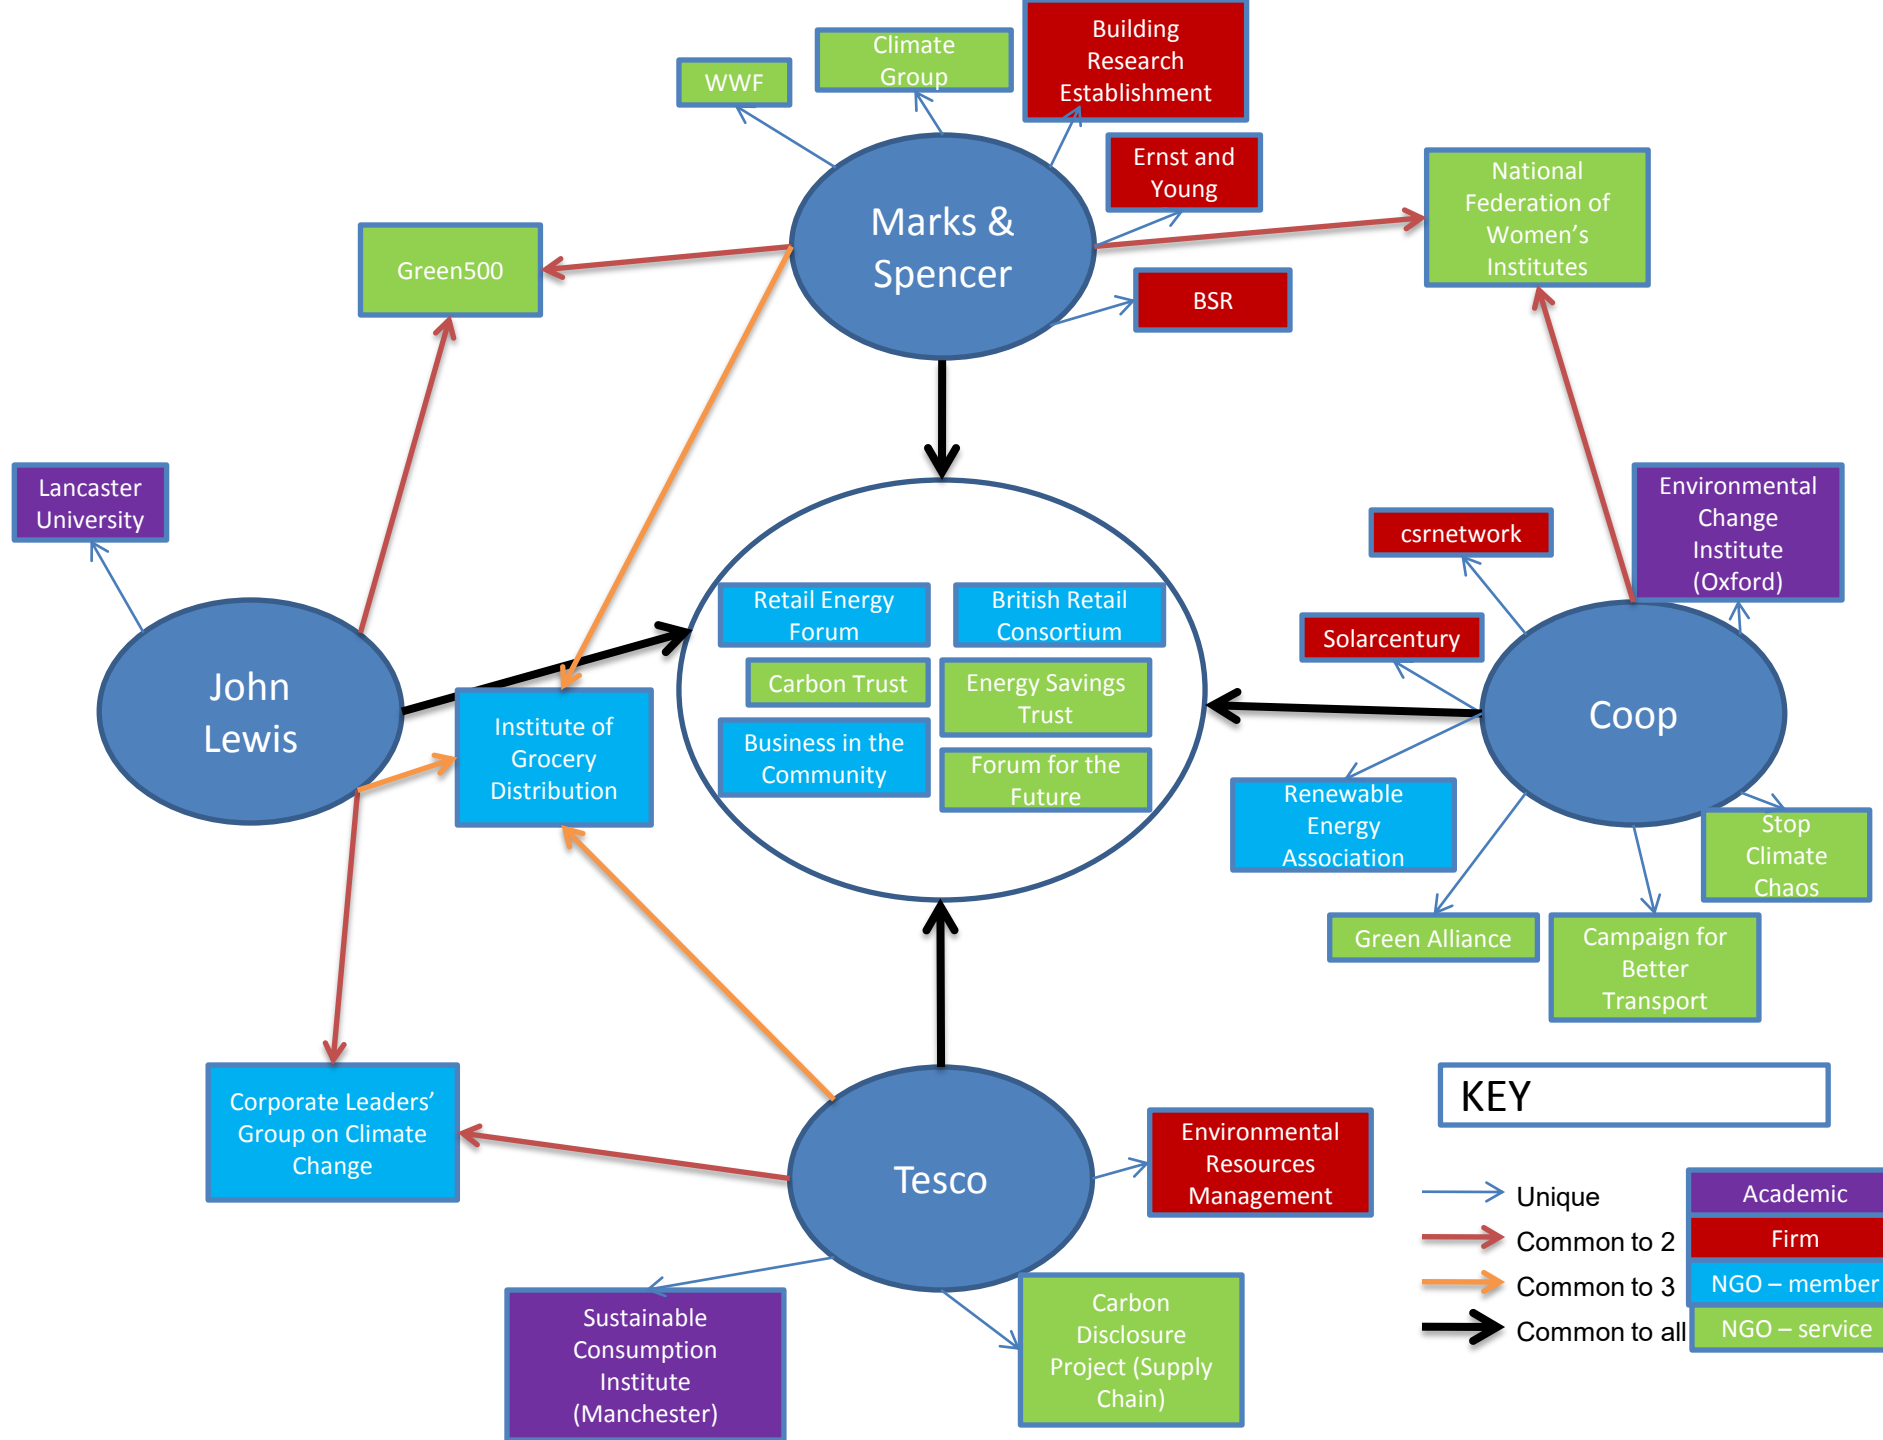 Building
Research
Establishment
Climate
Group
WWF
Ernst and
Young
National
Federation of
Women's
Institutes
Marks &
Spencer
Green500
BSR
Lancaster
University
Environmental
Change
Institute
(Oxford)
csrnetwork
Retail Energy
Forum
British Retail
Consortium
Solarcentury
Carbon Trust
Energy Savings
Trust
John
Lewis
Institute of
Grocery
Distribution
Coop
Business in the
Community
Forum for the
Future
Renewable
Energy
Association
Stop
Climate
Chaos
Green Alliance
Campaign for
Better
Transport
Corporate Leaders'
Group on Climate
Change
Tesco
Environmental
Resources
Management
KEY
Unique
Academic
Common to 2
Firm
Common to 3
NGO – member
Common to all
NGO – service
Sustainable
Consumption
Institute
(Manchester)
Carbon
Disclosure
Project (Supply
Chain)